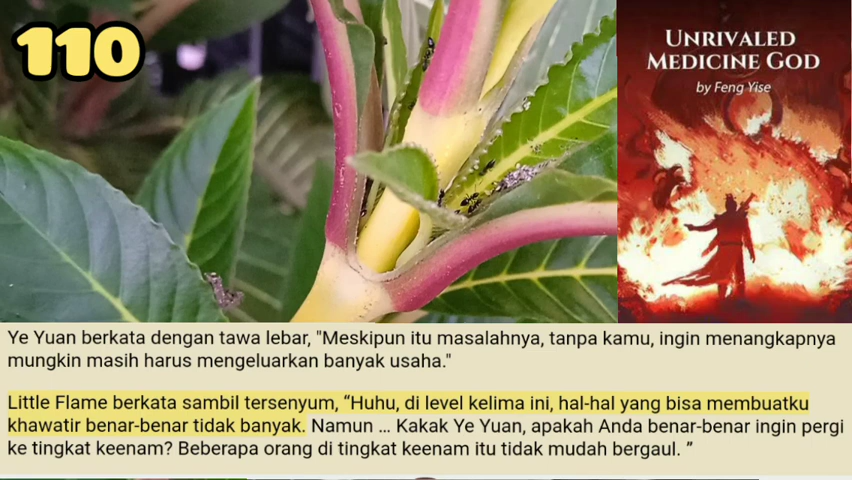 110
UNRIVALED
MEDICINE GOD
by Feng Yise
Ye Yuan berkata dengan tawa lebar, "Meskipun itu masalahnya, tanpa kamu, ingin menangkapnya
mungkin masih harus mengeluarkan banyak usaha."
Little Flame berkata sambil tersenyum, “Huhu, di level kelima ini, hal-hal yang bisa membuatku
khawatir benar-benar tidak banyak. Namun ... Kakak Ye Yuan, apakah Anda benar-benar ingin pergi
ke tingkat keenam? Beberapa orang di tingkat keenam itu tidak mudah bergaul. ”